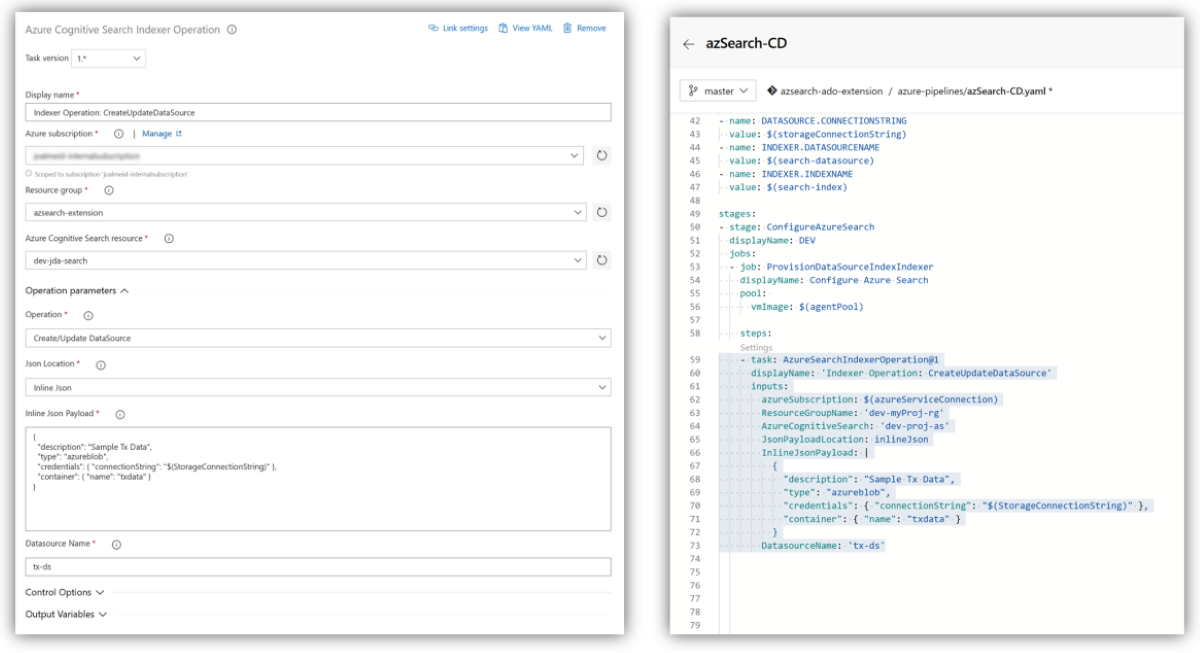 Azure Cognitive Search Indexer Operation
Link settings View YAML Remove
Task version 1.*
Display name *
Indexer Operation: CreateUpdateDataSource
Azure subscription * | Manage
joalmeid-internalsubscription
Scoped to subscription 'joalmeid-internalsubscription'
Resource group *
azsearch-extension
Azure Cognitive Search resource *
dev-jda-search
Operation parameters
Operation *
Create/Update DataSource
Json Location *
Inline Json
Inline Json Payload *
{
"description": "Sample Tx Data",
"type": "azureblob",
"credentials": { "connectionString": "$(StorageConnectionString)" },
"container": { "name": "txdata" }
}
Datasource Name *
tx-ds
Control Options
Output Variables
← azSearch-CD
master azsearch-ado-extension / azure-pipelines/azSearch-CD.yaml *
42 - name: DATASOURCE.CONNECTIONSTRING
43 value: $(storageConnectionString)
44 - name: INDEXER.DATASOURCENAME
45 value: $(search-datasource)
46 - name: INDEXER.INDEXNAME
47 value: $(search-index)
48
49 stages:
50 - stage: ConfigureAzureSearch
51 displayName: DEV
52 jobs:
53 - job: ProvisionDataSourceIndexIndexer
54 displayName: Configure Azure Search
55 pool:
56 vmImage: $(agentPool)
57
58 steps:
Settings
59 - task: AzureSearchIndexerOperation@1
60 displayName: 'Indexer Operation: CreateUpdateDataSource'
61 inputs:
62 azureSubscription: $(azureServiceConnection)
63 ResourceGroupName: 'dev-myProj-rg'
64 AzureCognitiveSearch: 'dev-proj-as'
65 JsonPayloadLocation: inlineJson
66 InlineJsonPayload: |
67 {
68 "description": "Sample Tx Data",
69 "type": "azureblob",
70 "credentials": { "connectionString": "$(StorageConnectionString)" },
71 "container": { "name": "txdata" }
72 }
73 DatasourceName: 'tx-ds'
74
75
76
77
78
79